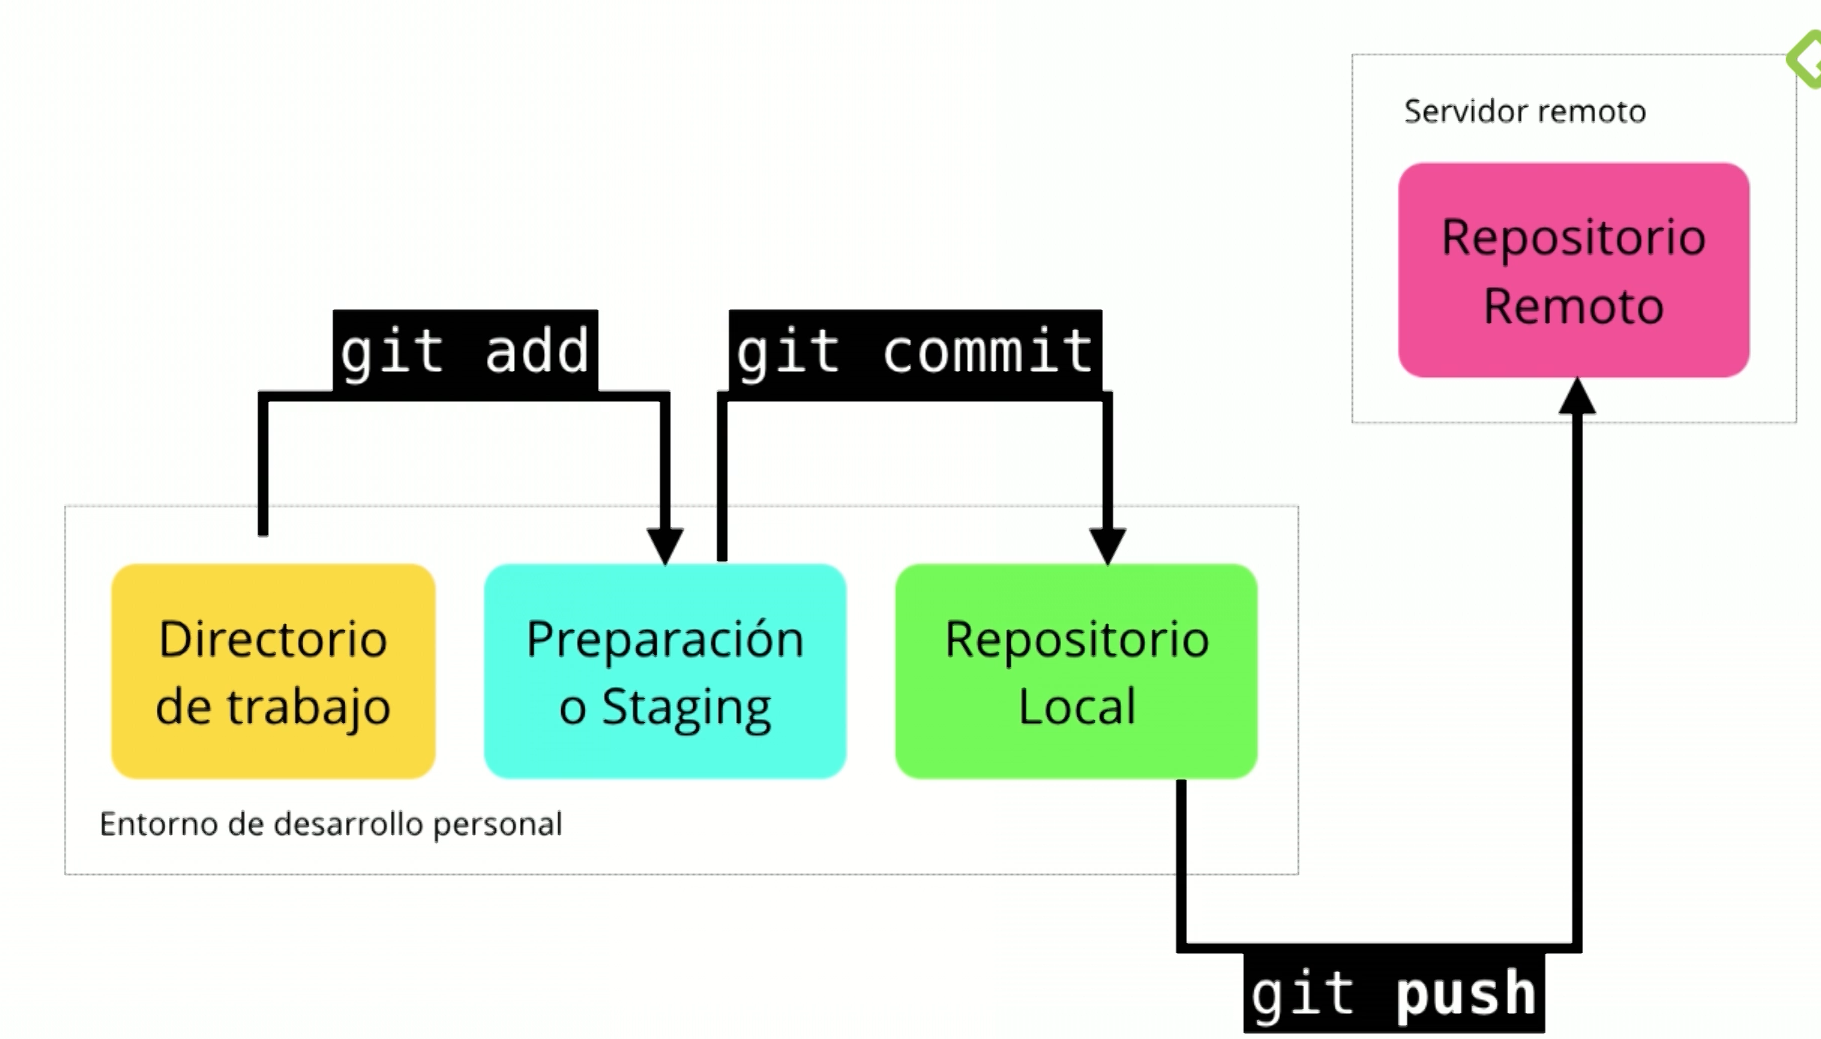 Servidor remoto
Repositorio
Remoto
git add
git commit
Directorio
de trabajo
Preparación
o Staging
Repositorio
Local
Entorno de desarrollo personal
git push